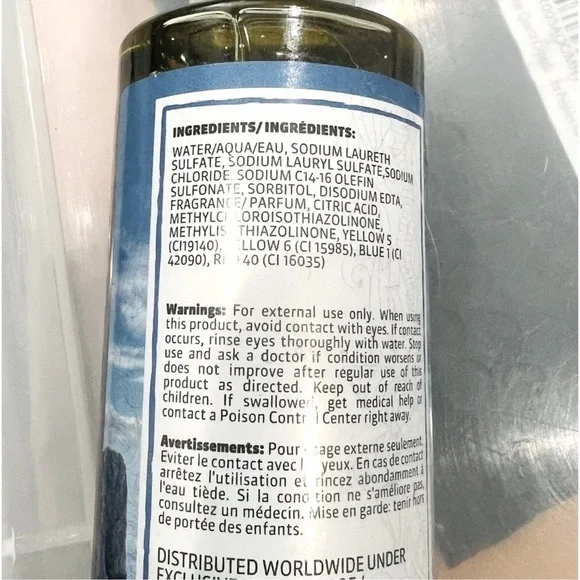 INGREDIENTS/INGRÉDIENTS:
WATER/AQUA/EAU, SODIUM LAURETH
SULFATE, SODIUM LAURYL SULFATE,SODIUM
CHLORIDE, SODIUM C14-16 OLEFIN
SULFONATE, SORBITOL, DISODIUM EDTA,
FRAGRANCE/ PARFUM, CITRIC ACID,
METHYLCHLOROISOTHIAZOLINONE,
METHYLISOTHIAZOLINONE, YELLOW 5
(CI19140), YELLOW 6 (CI 15985), BLUE 1 (CI
42090), RED 40 (CI 16035)
Warnings: For external use only. When using
this product, avoid contact with eyes. If contact
occurs, rinse eyes thoroughly with water. Stop
use and ask a doctor if condition worsens or
does not improve after regular use of this
product as directed. Keep out of reach of
children. If swallowed, get medical help or
contact a Poison Control Center right away.
Avertissements: Pour usage externe seulement.
Eviter le contact avec les yeux. En cas de contact
arrêtez l'utilisation et rincez abondamment à
l'eau tiède. Si la condition ne s'améliore pas,
consultez un médecin. Mise en garde: tenir hors
de portée des enfants.
DISTRIBUTED WORLDWIDE UNDER